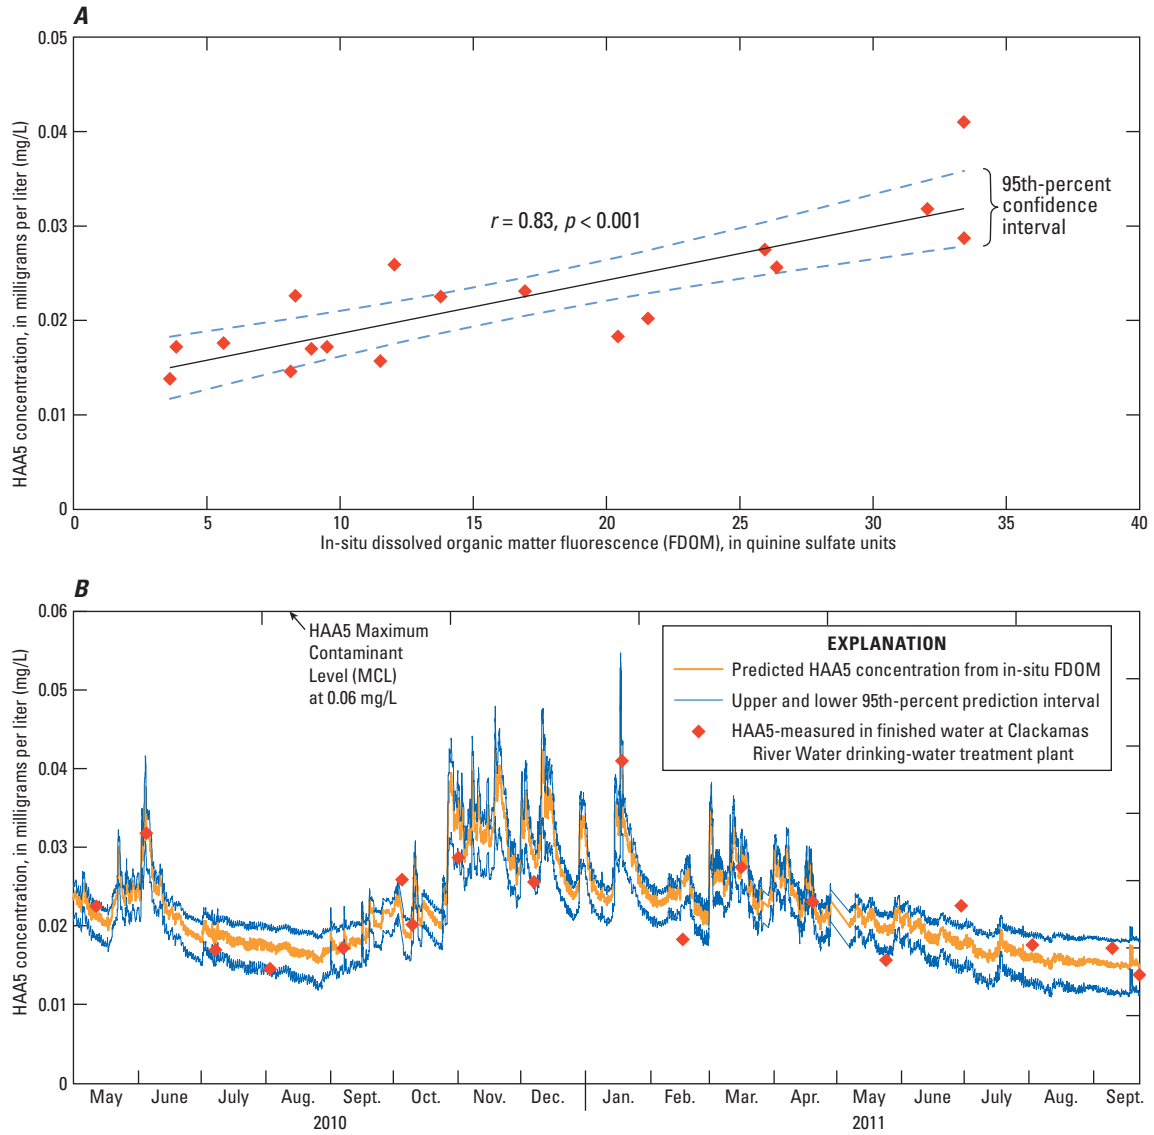 A
HAA5 concentration, in milligrams per liter (mg/L)
0.05
0.04
0.03
0.02
0.01
0
r = 0.83, p < 0.001
95th-percent
confidence
interval
0 5 10 15 20 25 30 35 40
In-situ dissolved organic matter fluorescence (FDOM), in quinine sulfate units
B
HAA5 concentration, in milligrams per liter (mg/L)
0.06
0.05
0.04
0.03
0.02
0.01
0
HAA5 Maximum
Contaminant
Level (MCL)
at 0.06 mg/L
EXPLANATION
Predicted HAA5 concentration from in-situ FDOM
Upper and lower 95th-percent prediction interval
HAA5-measured in finished water at Clackamas
River Water drinking-water treatment plant
May June July Aug. Sept. Oct. Nov. Dec. Jan. Feb. Mar. Apr. May June July Aug. Sept.
2010 2011